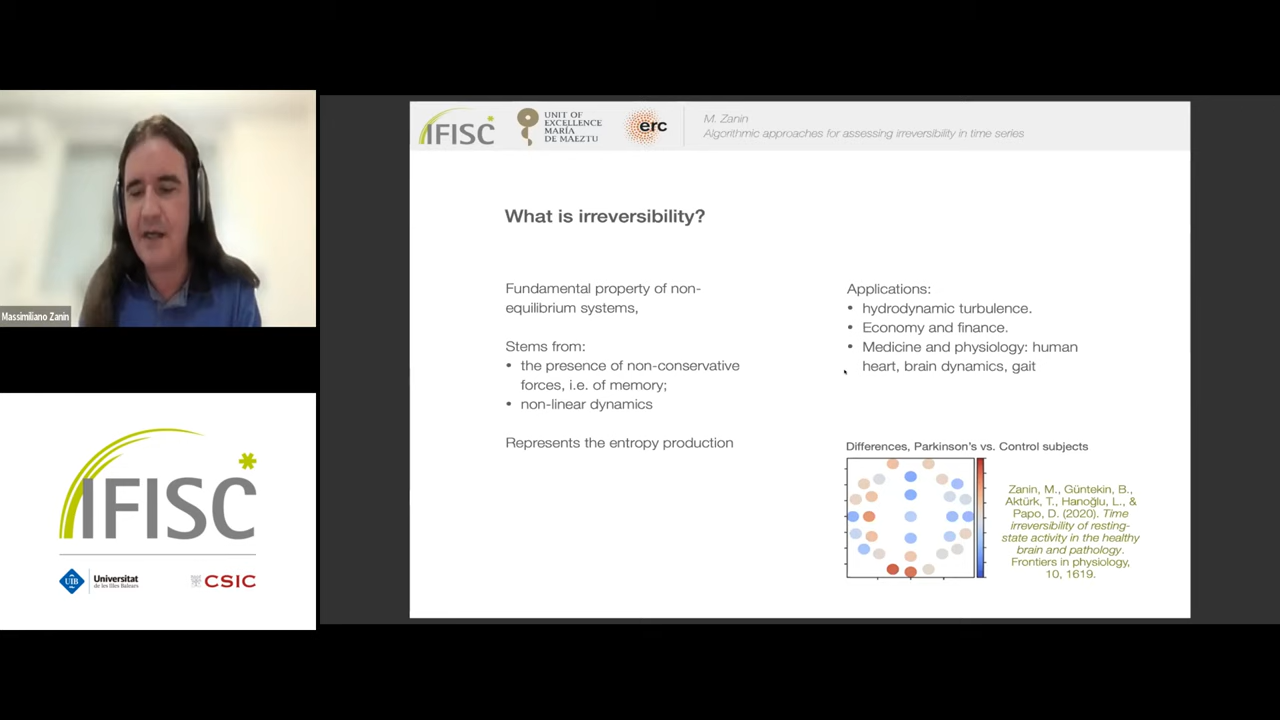 IFISC
UNIT OF
EXCELLENCE
MARÍA
DE MAEZTU
erc
M. Zanin
Algorithmic approaches for assessing irreversibility in time series
What is irreversibility?
Fundamental property of non-
equilibrium systems,
Stems from:
• the presence of non-conservative
forces, i.e. of memory;
• non-linear dynamics
Represents the entropy production
Applications:
• hydrodynamic turbulence.
• Economy and finance.
• Medicine and physiology: human
heart, brain dynamics, gait
Differences, Parkinson's vs. Control subjects
Zanin, M., Güntekin, B.,
Aktürk, T., Hanoğlu, L., &
Papo, D. (2020). Time
irreversibility of resting-
state activity in the healthy
brain and pathology.
Frontiers in physiology,
10, 1619.
Massimiliano Zanin
IFISC
UIB
Universitat
de les Illes Balears
CSIC